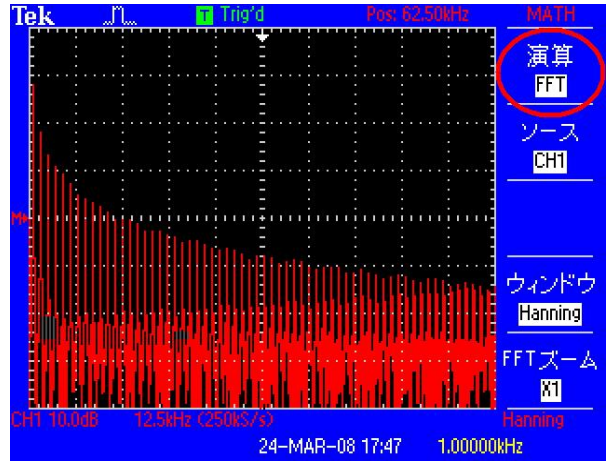 Tek T Trig'd Pos: 62.50kHz MATH
演算
FFT
ソース
CH1
M
ウィンドウ
Hanning
FFTズーム
X1
CH1 10.0dB 12.5kHz (250kS/s) Hanning
24-MAR-08 17:47 1.00000kHz